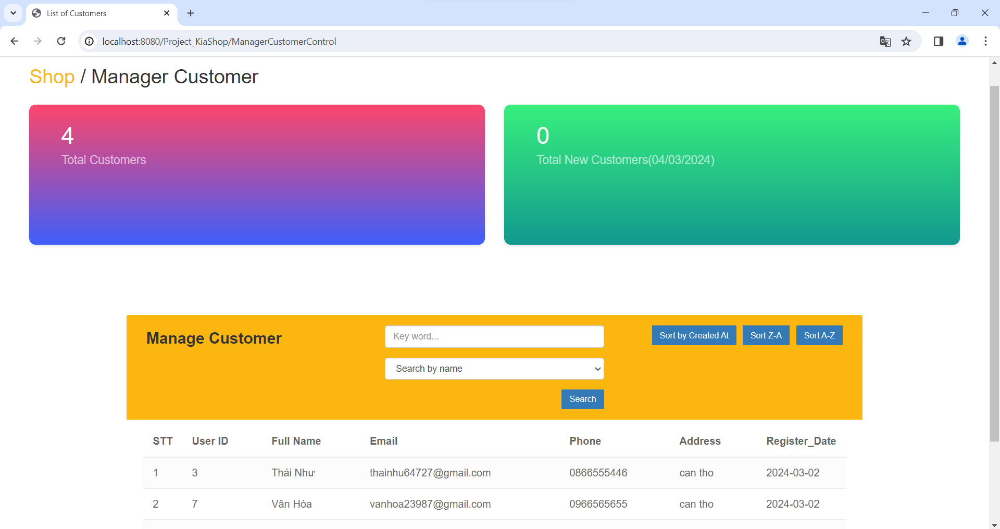 List of Customers
localhost:8080/Project_KiaShop/ManagerCustomerControl
Shop / Manager Customer
4
Total Customers
0
Total New Customers(04/03/2024)
Manage Customer
Key word...
Sort by Created At Sort Z-A Sort A-Z
Search by name
Search
STT User ID Full Name Email Phone Address Register_Date
1 3 Thái Như thainhu64727@gmail.com 0866555446 can tho 2024-03-02
2 7 Văn Hòa vanhoa23987@gmail.com 0966565655 can tho 2024-03-02